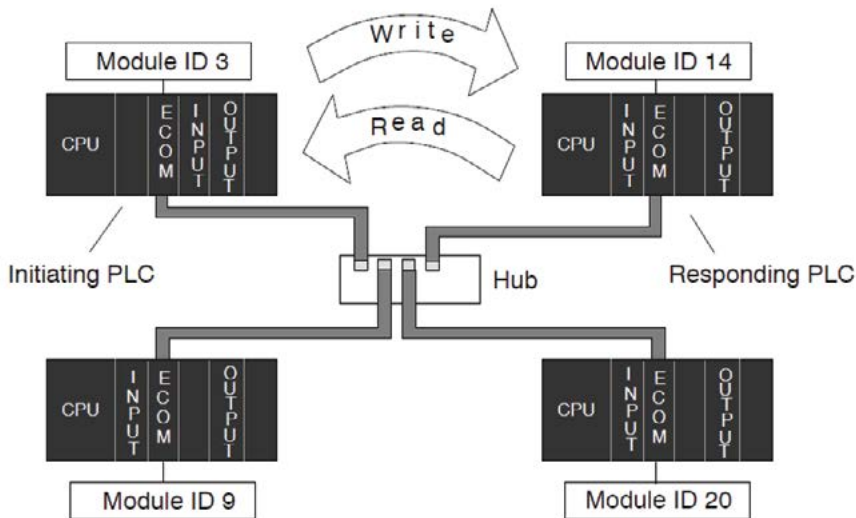 Write
Module ID 3
Module ID 14
Read
CPU
ECOM
INPUT
OUTPUT
CPU
INPUT
ECOM
OUTPUT
Initiating PLC
Hub
Responding PLC
CPU
INPUT
ECOM
OUTPUT
CPU
INPUT
ECOM
OUTPUT
Module ID 9
Module ID 20